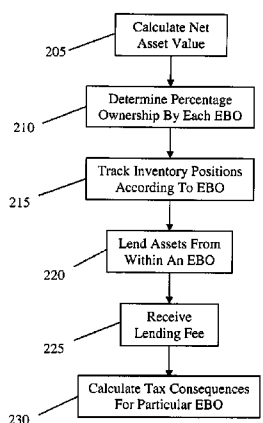 Calculate Net
Asset Value
205
Determine Percentage
Ownership By Each EBO
210
Track Inventory Positions
According To EBO
215
Lend Assets From
Within An EBO
220
Receive
Lending Fee
225
Calculate Tax Consequences
For Particular EBO
230